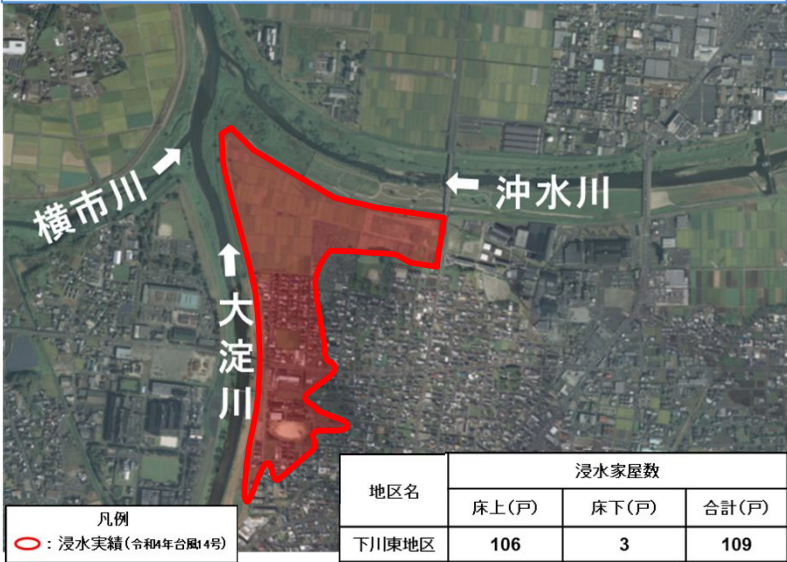 横市川
沖水川
大淀川
地区名
浸水家屋数
床上(戸)
床下(戸)
合計(戸)
下川東地区
106
3
109
凡例
：浸水実績(令和4年台風14号)